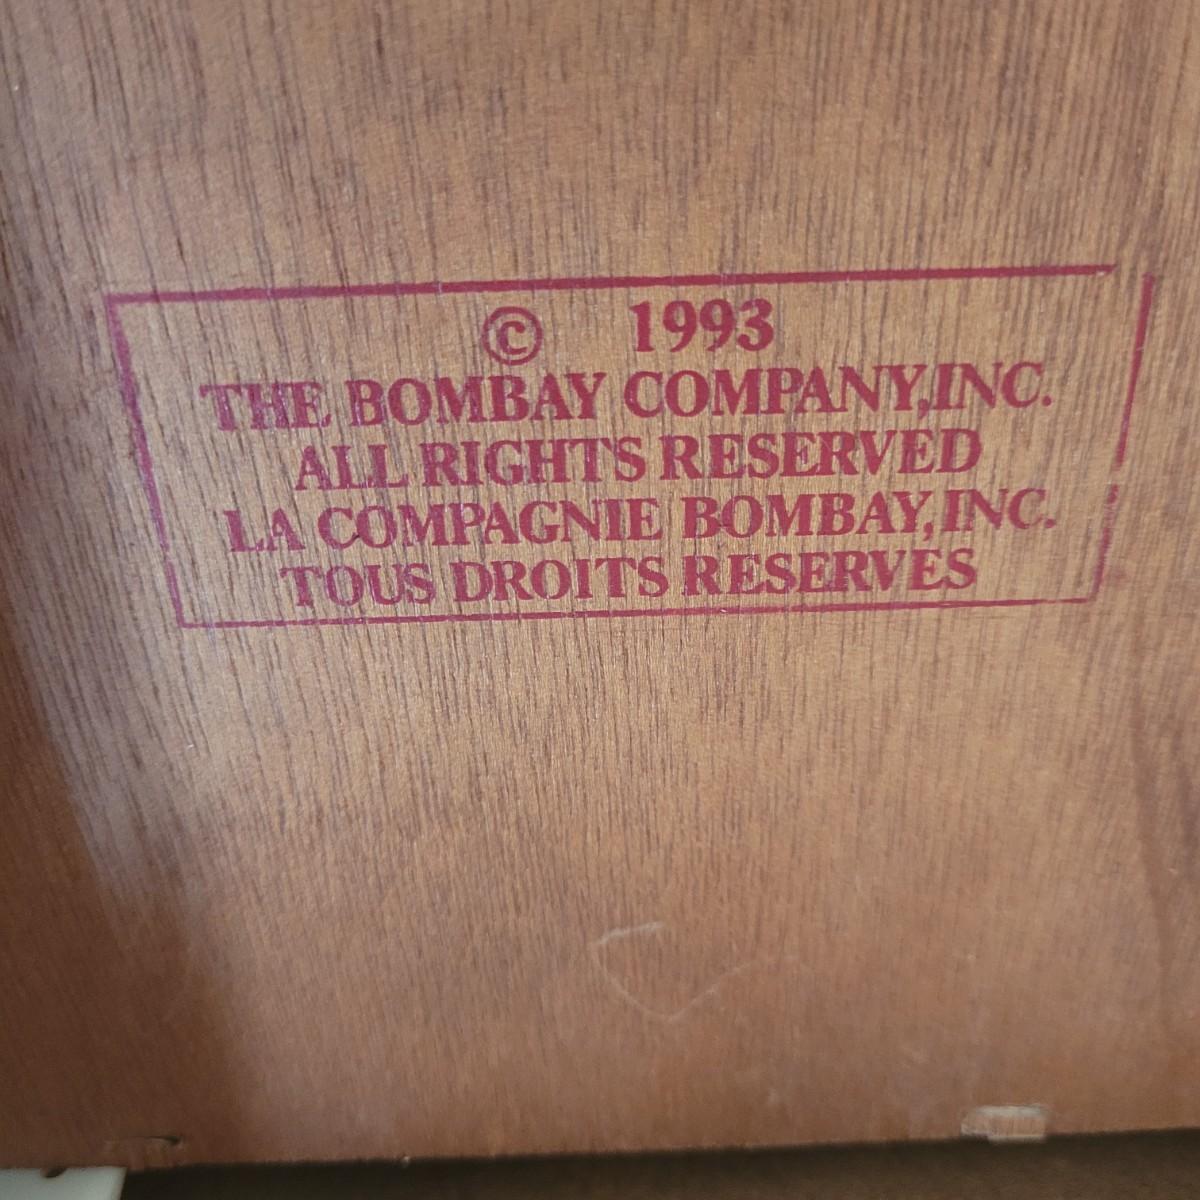 © 1993
THE BOMBAY COMPANY,INC.
ALL RIGHTS RESERVED
LA COMPAGNIE BOMBAY,INC.
TOUS DROITS RESERVES